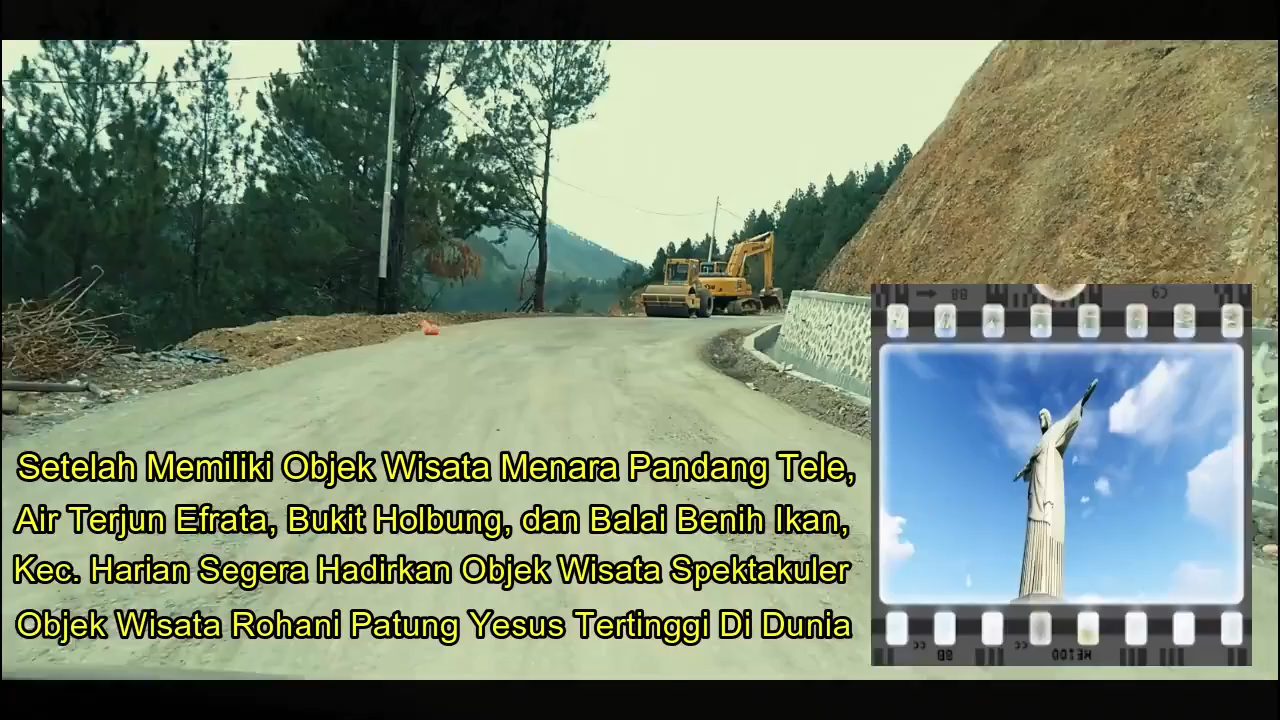 Setelah Memiliki Objek Wisata Menara Pandang Tele,
Air Terjun Efrata, Bukit Holbung, dan Balai Benih Ikan,
Kec. Harian Segera Hadirkan Objek Wisata Spektakuler
Objek Wisata Rohani Patung Yesus Tertinggi Di Dunia